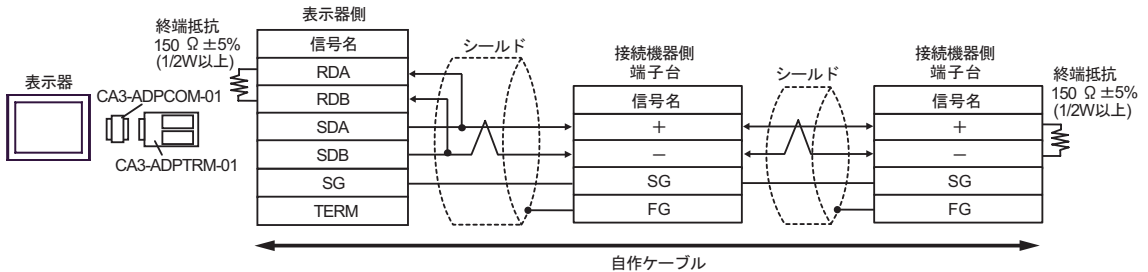 表示器
CA3-ADPCOM-01
CA3-ADPTRM-01
終端抵抗
150 Ω ±5%
(1/2W以上)
表示器側
信号名
RDA
RDB
SDA
SDB
SG
TERM
シールド
接続機器側
端子台
信号名
+
-
SG
FG
シールド
接続機器側
端子台
信号名
+
-
SG
FG
終端抵抗
150 Ω ±5%
(1/2W以上)
自作ケーブル